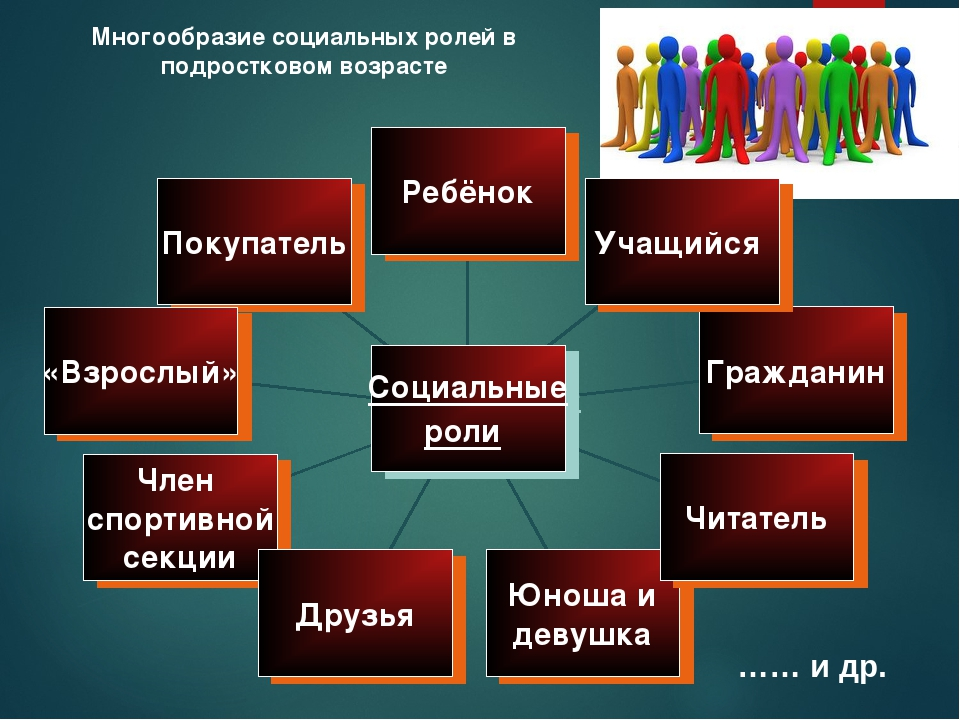 Многообразие социальных ролей в
подростковом возрасте
Ребёнок
Покупатель
Учащийся
«Взрослый»
Социальные
роли
Гражданин
Член
спортивной
секции
Читатель
Друзья
Юноша и
девушка
…… и др.